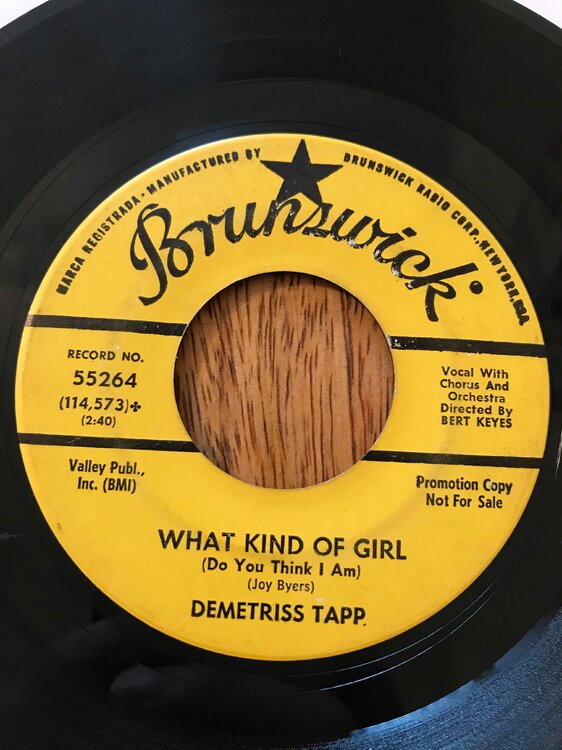 MARCA REGISTRADA • MANUFACTURED BY BRUNSWICK RADIO CORP., NEW YORK, USA
Brunswick
RECORD NO.
55264
(114,573)✤
(2:40)
Vocal With
Chorus And
Orchestra
Directed By
BERT KEYES
Valley Publ.,
Inc. (BMI)
Promotion Copy
Not For Sale
WHAT KIND OF GIRL
(Do You Think I Am)
(Joy Byers)
DEMETRISS TAPP